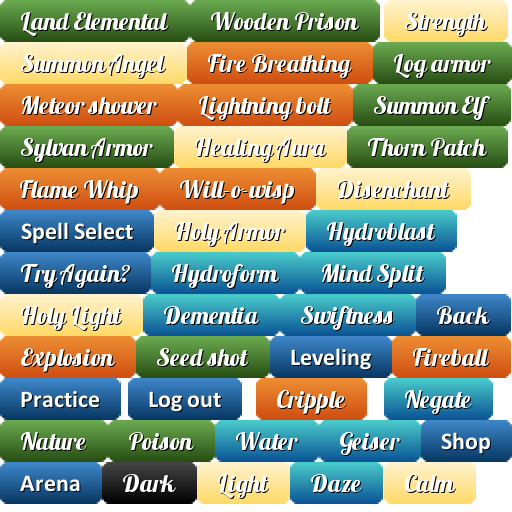 Land Elemental Wooden Prison Strength
Summon Angel Fire Breathing Log armor
Meteor shower Lightning bolt Summon Elf
Sylvan Armor Healing Aura Thorn Patch
Flame Whip Will-o-wisp Disenchant
Spell Select Holy Armor Hydroblast
Try Again? Hydroform Mind Split
Holy Light Dementia Swiftness Back
Explosion Seed shot Leveling Fireball
Practice Log out Cripple Negate
Nature Poison Water Geiser Shop
Arena Dark Light Daze Calm